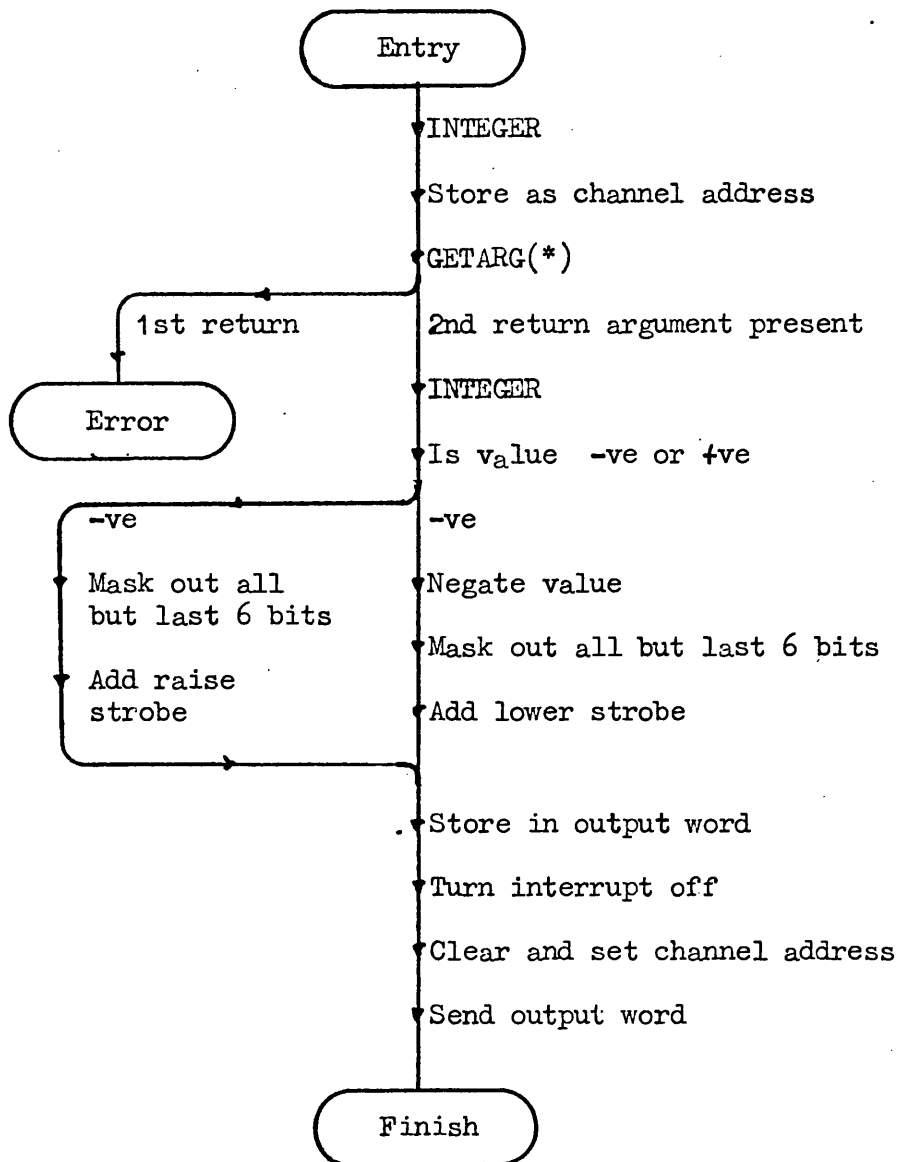 Entry
INTEGER
Store as channel address
GETARG(*)
1st return
2nd return argument present
INTEGER
Error
Is value -ve or +ve
-ve
-ve
Mask out all
but last 6 bits
Negate value
Mask out all but last 6 bits
Add raise
strobe
Add lower strobe
Store in output word
Turn interrupt off
Clear and set channel address
Send output word
Finish